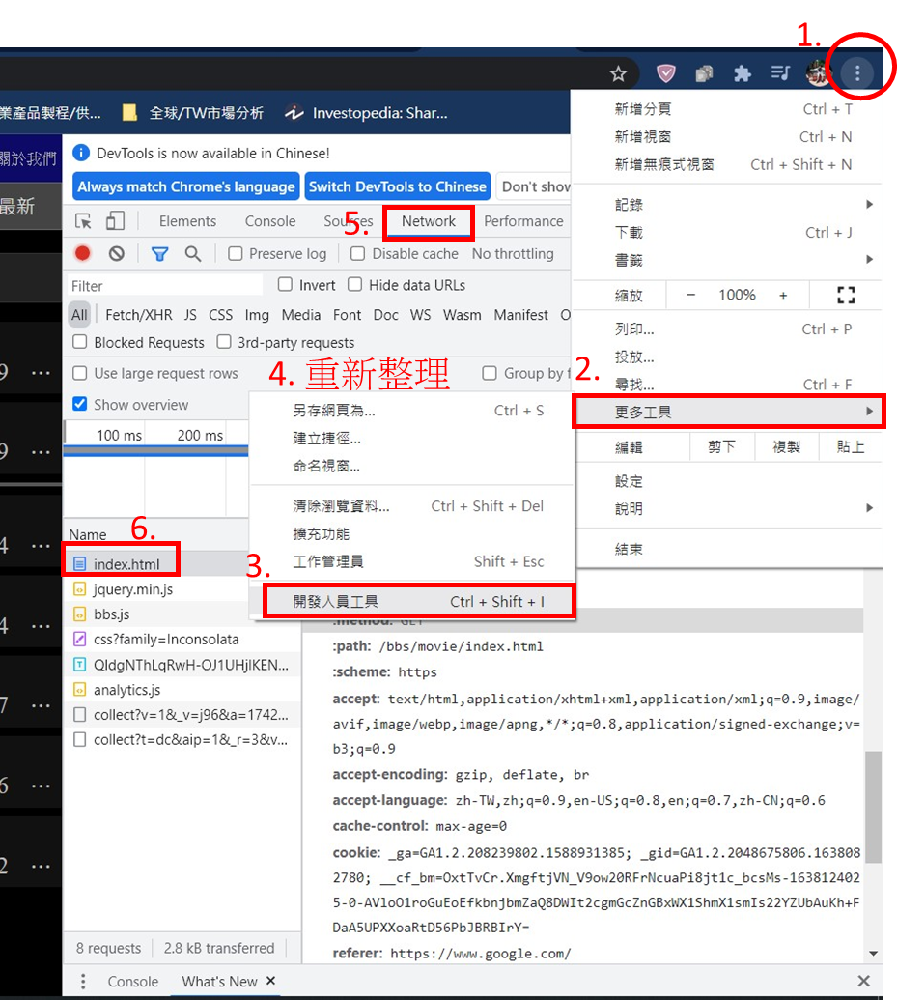 1.
業產品製程/供... 全球/TW市場分析 Investopedia: Shar...
關於我們
最新
9 ...
9 ...
4 ...
4 ...
7 ...
6 ...
2 ...
DevTools is now available in Chinese!
Always match Chrome's language Switch DevTools to Chinese Don't show
Elements Console Sources 5. Network Performance
Preserve log Disable cache No throttling
Filter Invert Hide data URLs
All Fetch/XHR JS CSS Img Media Font Doc WS Wasm Manifest O
Blocked Requests 3rd-party requests
Use large request rows Group by f
Show overview
100 ms 200 ms
新增分頁 Ctrl + T
新增視窗 Ctrl + N
新增無痕式視窗 Ctrl + Shift + N
記錄
下載 Ctrl + J
書籤
縮放 − 100% +
列印... Ctrl + P
投放...
尋找... Ctrl + F
2.
更多工具
編輯 剪下 複製 貼上
設定
說明
結束
4. 重新整理
另存網頁為... Ctrl + S
建立捷徑...
命名視窗...
清除瀏覽資料... Ctrl + Shift + Del
擴充功能
工作管理員 Shift + Esc
3.
開發人員工具 Ctrl + Shift + I
Name
6.
index.html
jquery.min.js
bbs.js
css?family=Inconsolata
QldgNThLqRwH-OJ1UHjlKEN...
analytics.js
collect?v=1&_v=j96&a=1742...
collect?t=dc&aip=1&_r=3&v...
:method: GET
:path: /bbs/movie/index.html
:scheme: https
accept: text/html,application/xhtml+xml,application/xml;q=0.9,image/
avif,image/webp,image/apng,*/*;q=0.8,application/signed-exchange;v=
b3;q=0.9
accept-encoding: gzip, deflate, br
accept-language: zh-TW,zh;q=0.9,en-US;q=0.8,en;q=0.7,zh-CN;q=0.6
cache-control: max-age=0
cookie: _ga=GA1.2.208239802.1588931385; _gid=GA1.2.2048675806.163808
2780; __cf_bm=OxtTvCr.XmgftjVN_V9ow20RFrNcuaPi8jt1c_bcsMs-163812402
5-0-AVloO1roGuEoEfkbnjbmZaQ8DWIt2cgmGcZnGBxWX1ShmX1smIs22YZUbAuKh+F
DaA5UPXXoaRtD56PbJBRBIrY=
referer: https://www.google.com/
8 requests 2.8 kB transferred
Console What's New